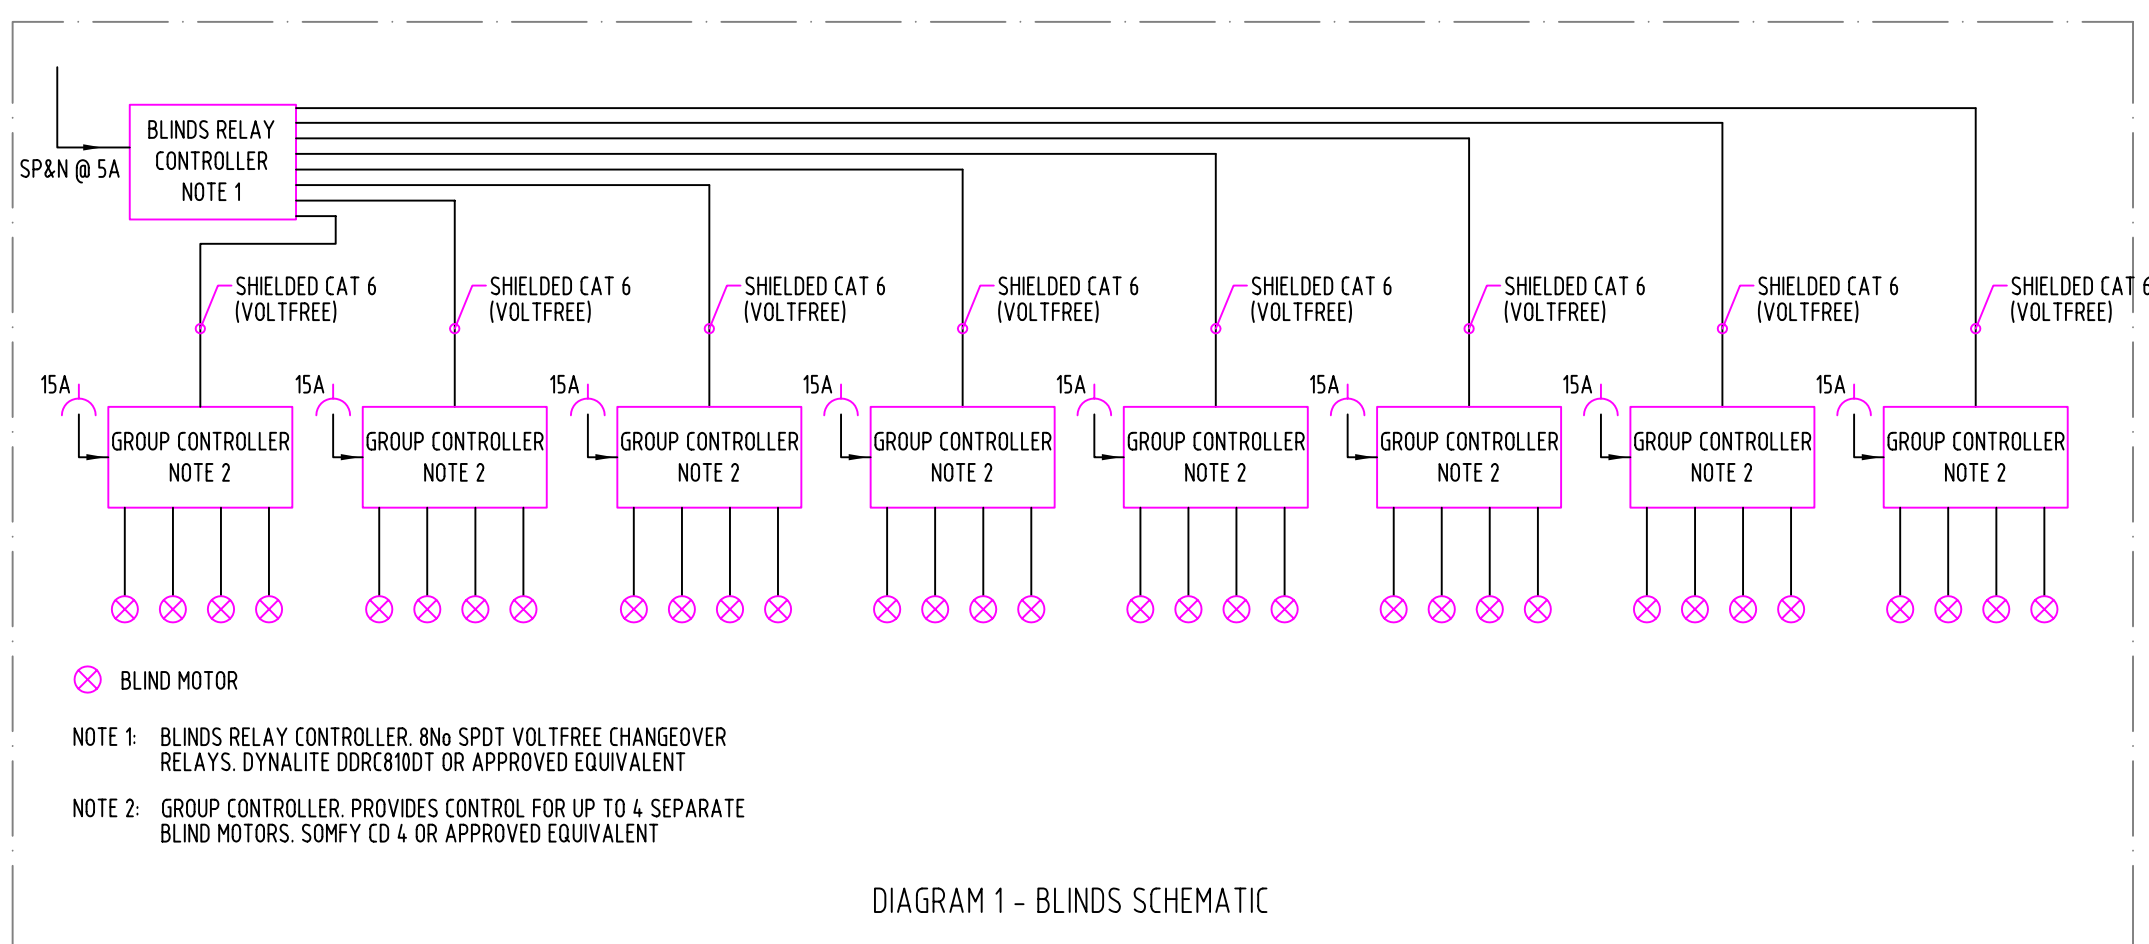 BLINDS RELAY
CONTROLLER
NOTE 1
SP&N @ 5A
SHIELDED CAT 6
(VOLTFREE)
SHIELDED CAT 6
(VOLTFREE)
SHIELDED CAT 6
(VOLTFREE)
SHIELDED CAT 6
(VOLTFREE)
SHIELDED CAT 6
(VOLTFREE)
SHIELDED CAT 6
(VOLTFREE)
SHIELDED CAT 6
(VOLTFREE)
SHIELDED CAT 6
(VOLTFREE)
15A
GROUP CONTROLLER
NOTE 2
15A
GROUP CONTROLLER
NOTE 2
15A
GROUP CONTROLLER
NOTE 2
15A
GROUP CONTROLLER
NOTE 2
15A
GROUP CONTROLLER
NOTE 2
15A
GROUP CONTROLLER
NOTE 2
15A
GROUP CONTROLLER
NOTE 2
15A
GROUP CONTROLLER
NOTE 2
BLIND MOTOR
NOTE 1: BLINDS RELAY CONTROLLER. 8No SPDT VOLTFREE CHANGEOVER
RELAYS. DYNALITE DDRC810DT OR APPROVED EQUIVALENT
NOTE 2: GROUP CONTROLLER. PROVIDES CONTROL FOR UP TO 4 SEPARATE
BLIND MOTORS. SOMFY CD 4 OR APPROVED EQUIVALENT
DIAGRAM 1 - BLINDS SCHEMATIC